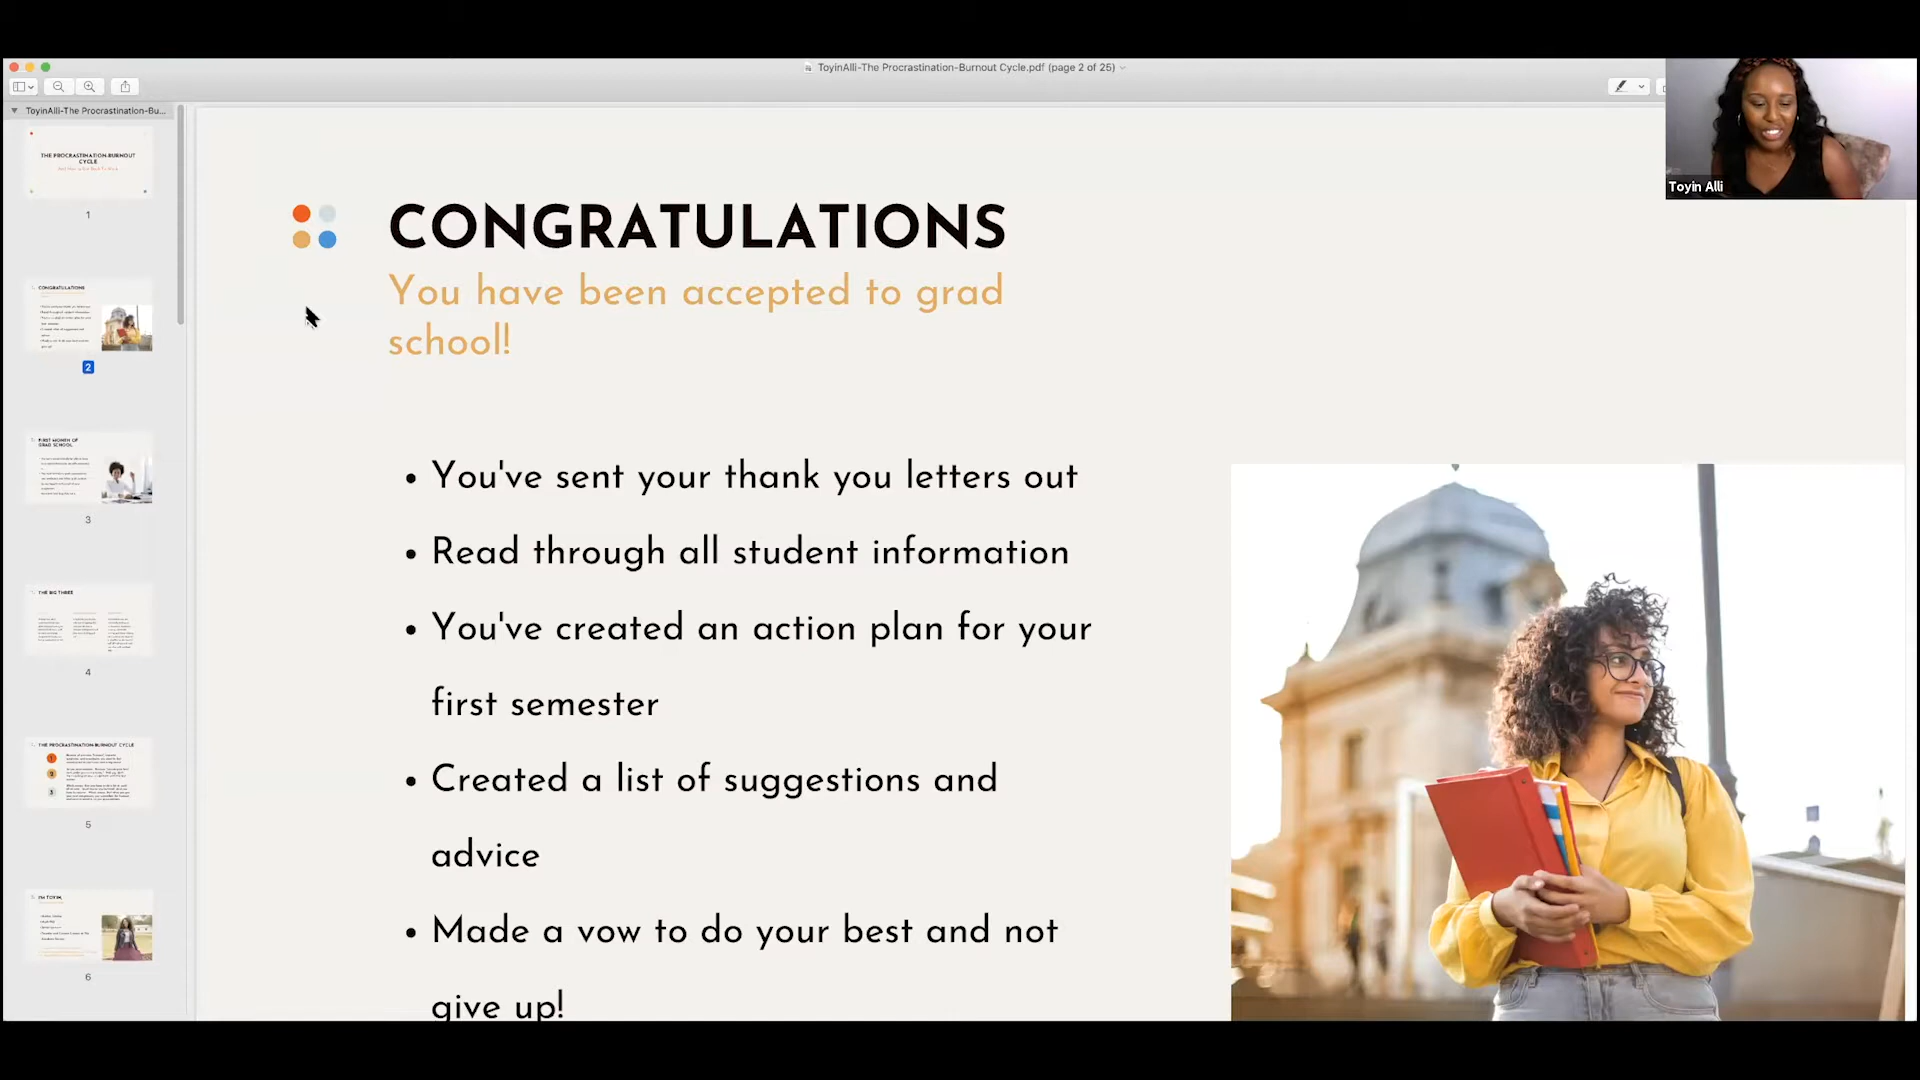 ToyinAlli-The Procrastination-Burnout Cycle.pdf (page 2 of 25)
ToyinAlli-The Procrastination-Bu...
THE PROCRASTINATION-BURNOUT
CYCLE
1
CONGRATULATIONS
2
FIRST WOMEN OF
GRAD SCHOOL
3
THE BIG THREE
4
THE PROCRASTINATION-BURNOUT CYCLE
1
2
3
5
I'M TOYIN,
6
CONGRATULATIONS
You have been accepted to grad
school!
• You've sent your thank you letters out
• Read through all student information
• You've created an action plan for your
first semester
• Created a list of suggestions and
advice
• Made a vow to do your best and not
give up!
Toyin Alli